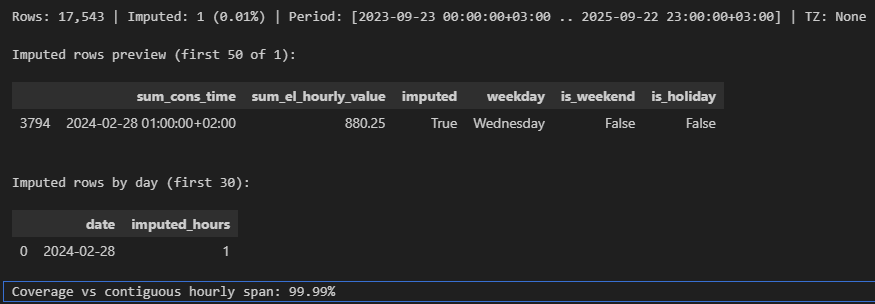 Rows: 17,543 | Imputed: 1 (0.01%) | Period: [2023-09-23 00:00:00+03:00 .. 2025-09-22 23:00:00+03:00] | TZ: None
Imputed rows preview (first 50 of 1):
sum_cons_time sum_el_hourly_value imputed weekday is_weekend is_holiday
3794 2024-02-28 01:00:00+02:00 880.25 True Wednesday False False
Imputed rows by day (first 30):
date imputed_hours
0 2024-02-28 1
Coverage vs contiguous hourly span: 99.99%